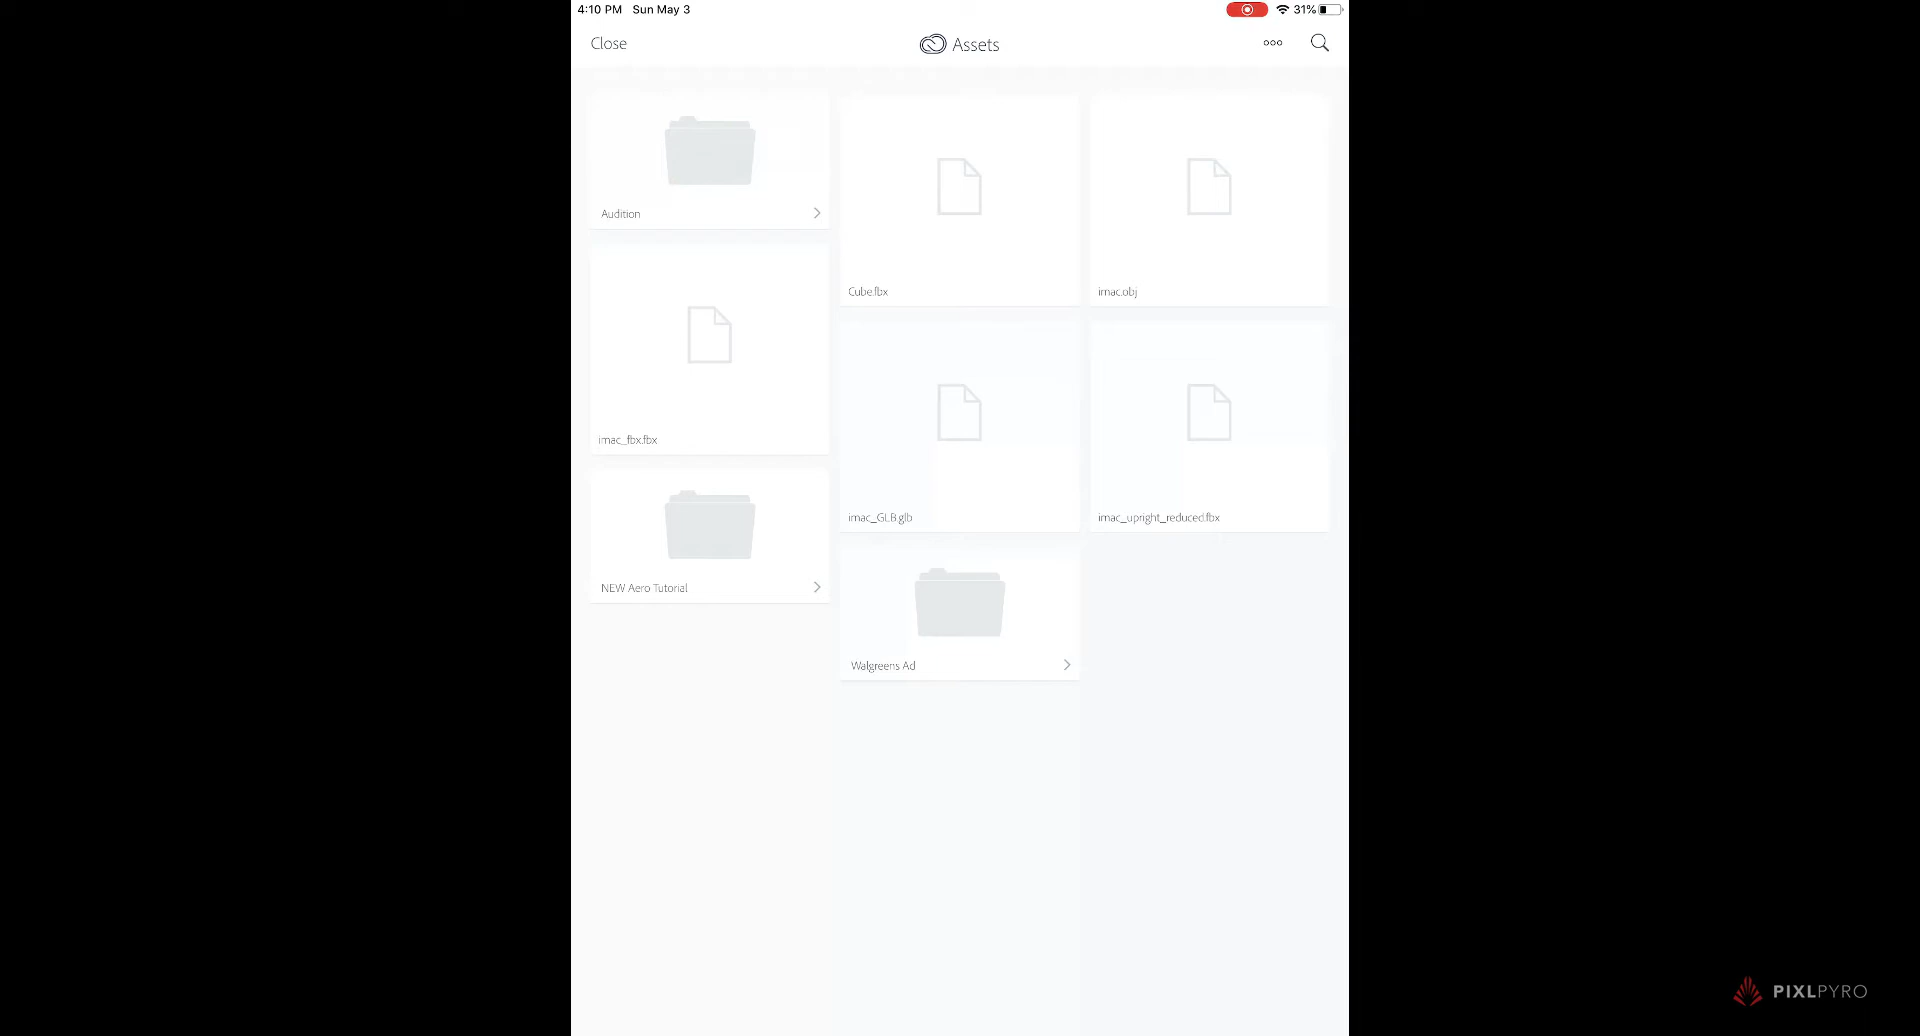 4:10 PM Sun May 3
31%
Close
Assets
Audition
Cube.fbx
imac.obj
imac_fbx.fbx
imac_GLB.glb
imac_upright_reduced.fbx
NEW Aero Tutorial
Walgreens Ad
PIXLPYRO